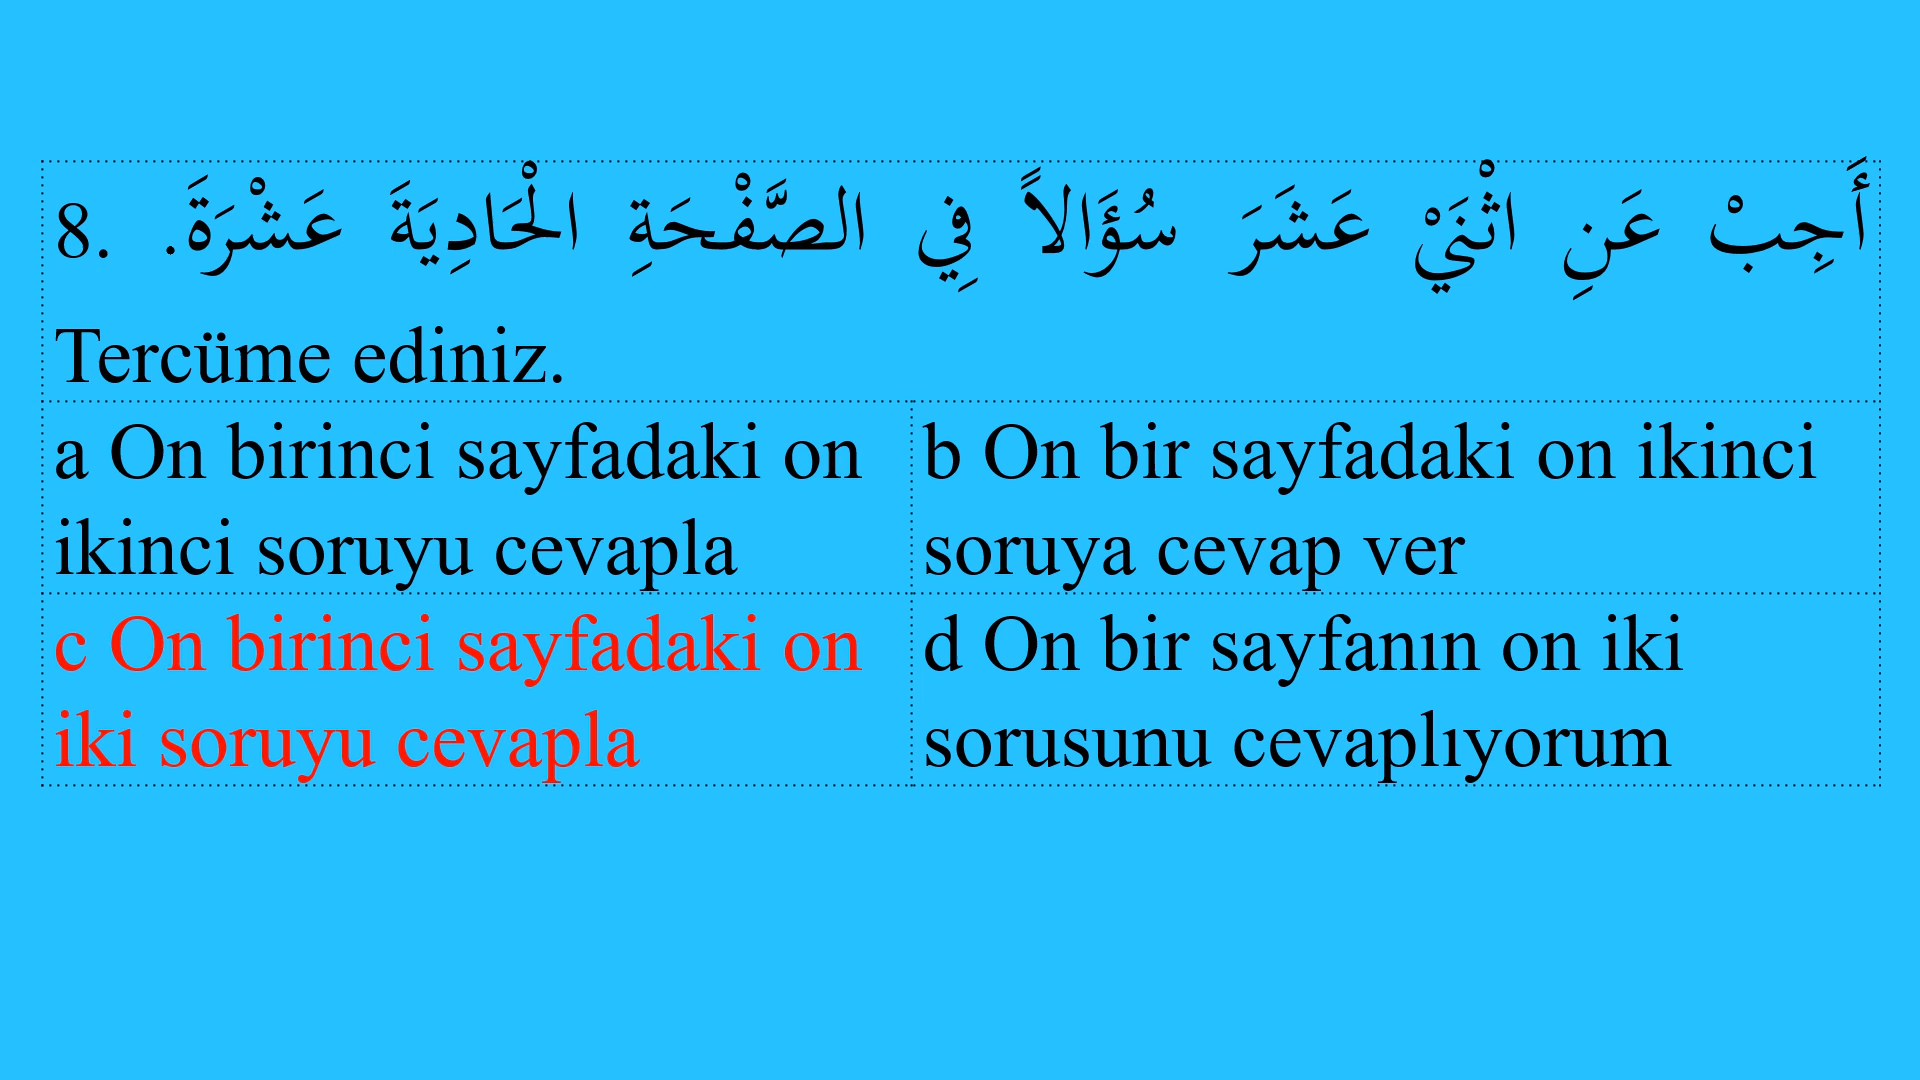 8. أَجِبْ عَنِ اثْنَيْ عَشَرَ سُؤَالاً فِي الصَّفْحَةِ الْحَادِيَةَ عَشْرَةَ.
Tercüme ediniz.
a On birinci sayfadaki on
ikinci soruyu cevapla
b On bir sayfadaki on ikinci
soruya cevap ver
c On birinci sayfadaki on
iki soruyu cevapla
d On bir sayfanın on iki
sorusunu cevaplıyorum